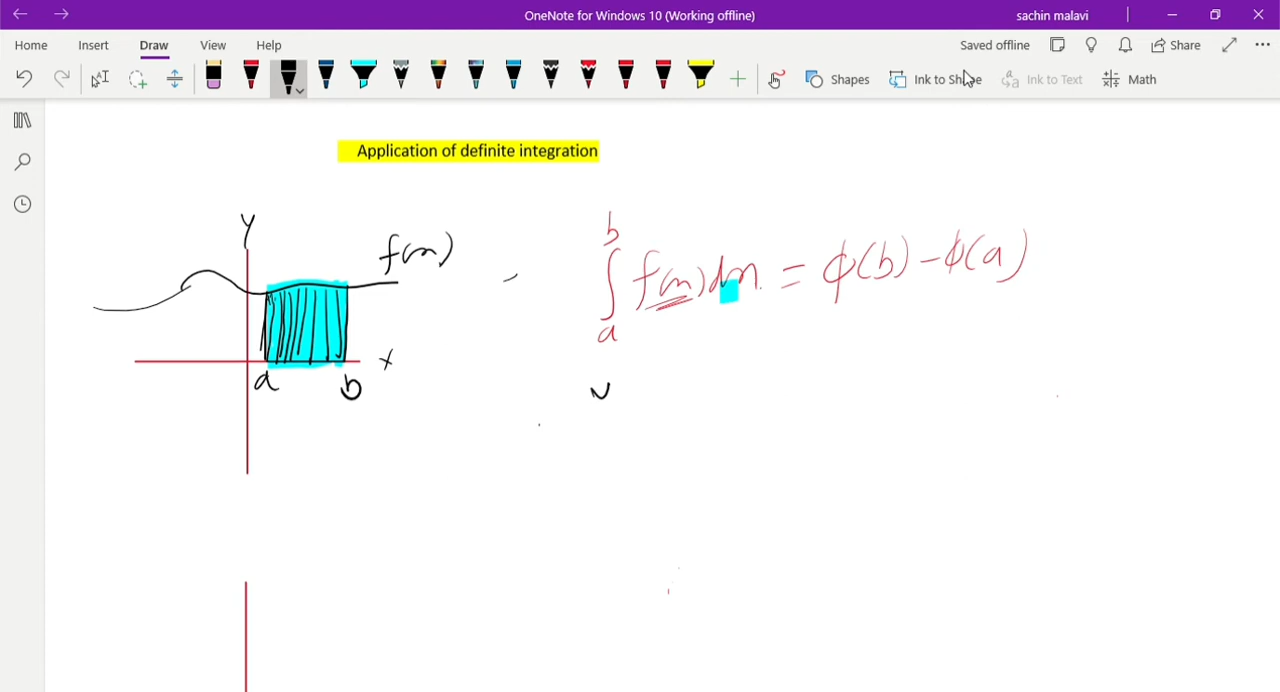 OneNote for Windows 10 (Working offline)
sachin malavi
Home Insert Draw View Help
Saved offline Share
Shapes Ink to Shape Ink to Text Math
Application of definite integration
y
f(x)
x
a b
b
∫ f(x)dx = ϕ(b) - ϕ(a)
a